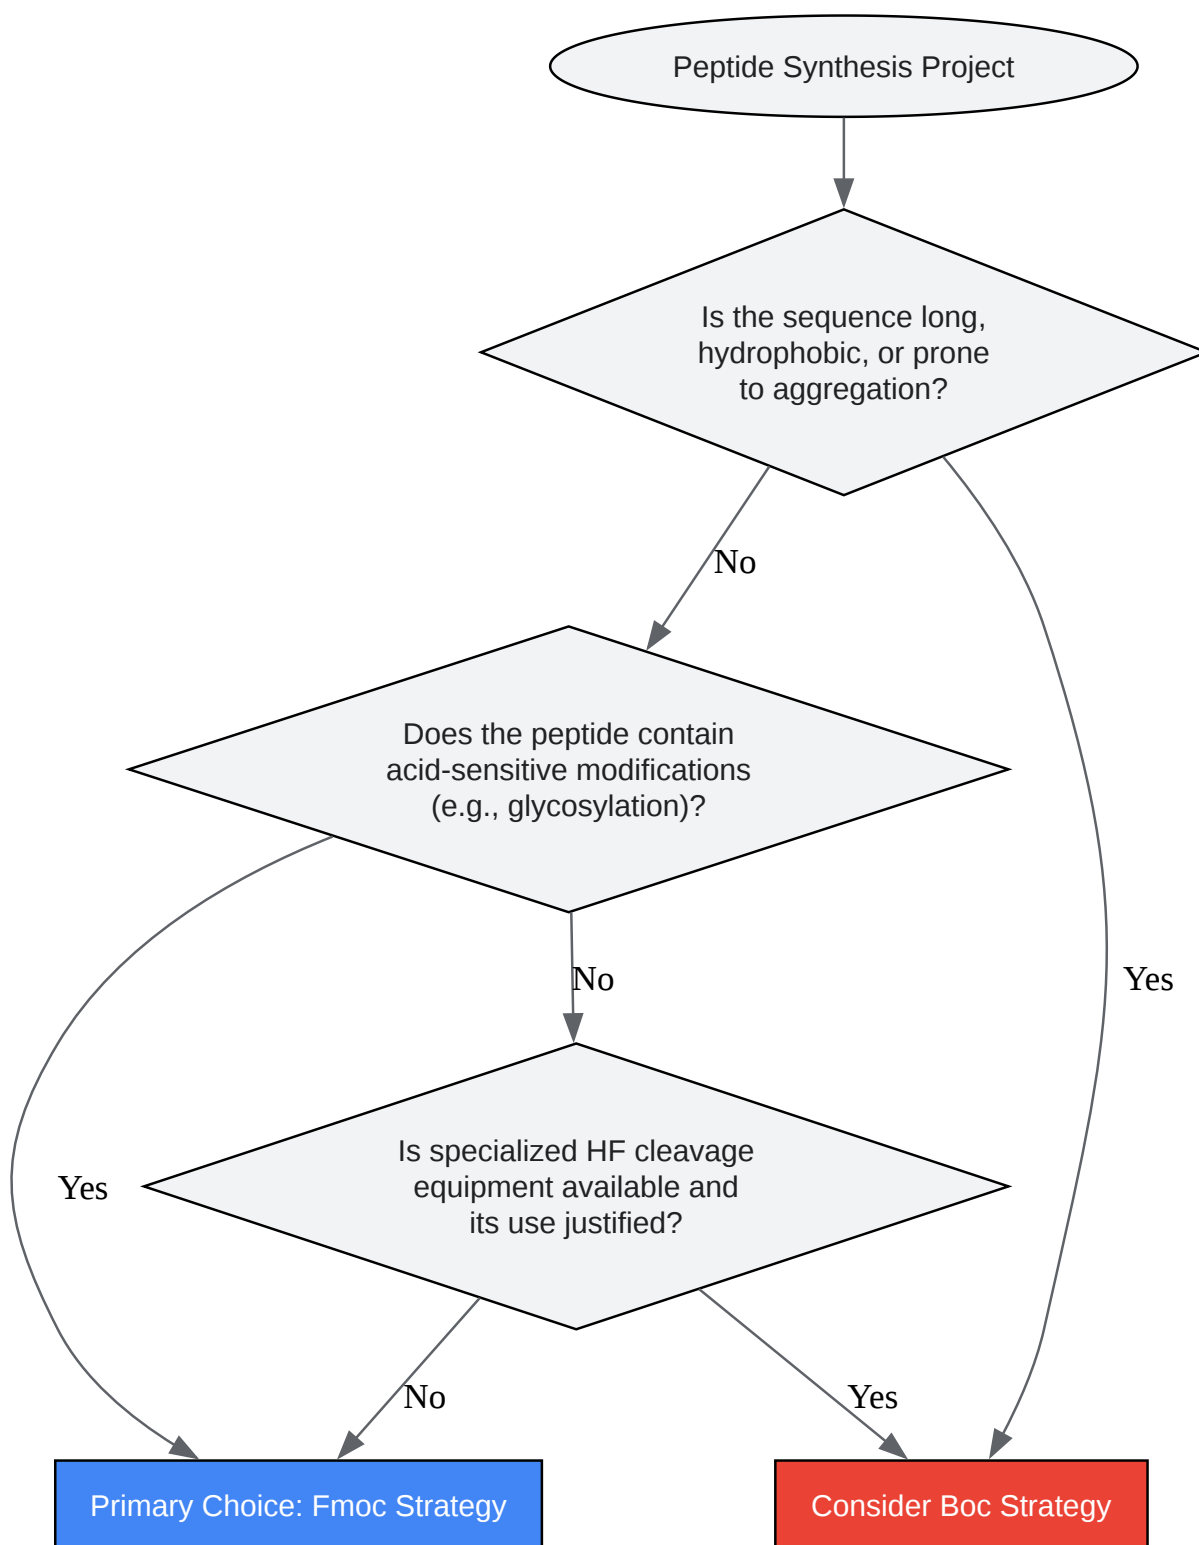 Peptide Synthesis Project
Is the sequence long,
hydrophobic, or prone
to aggregation?
No
Does the peptide contain
acid-sensitive modifications
(e.g., glycosylation)?
No
Yes
Is specialized HF cleavage
equipment available and
its use justified?
Yes
No
Yes
Primary Choice: Fmoc Strategy
Consider Boc Strategy